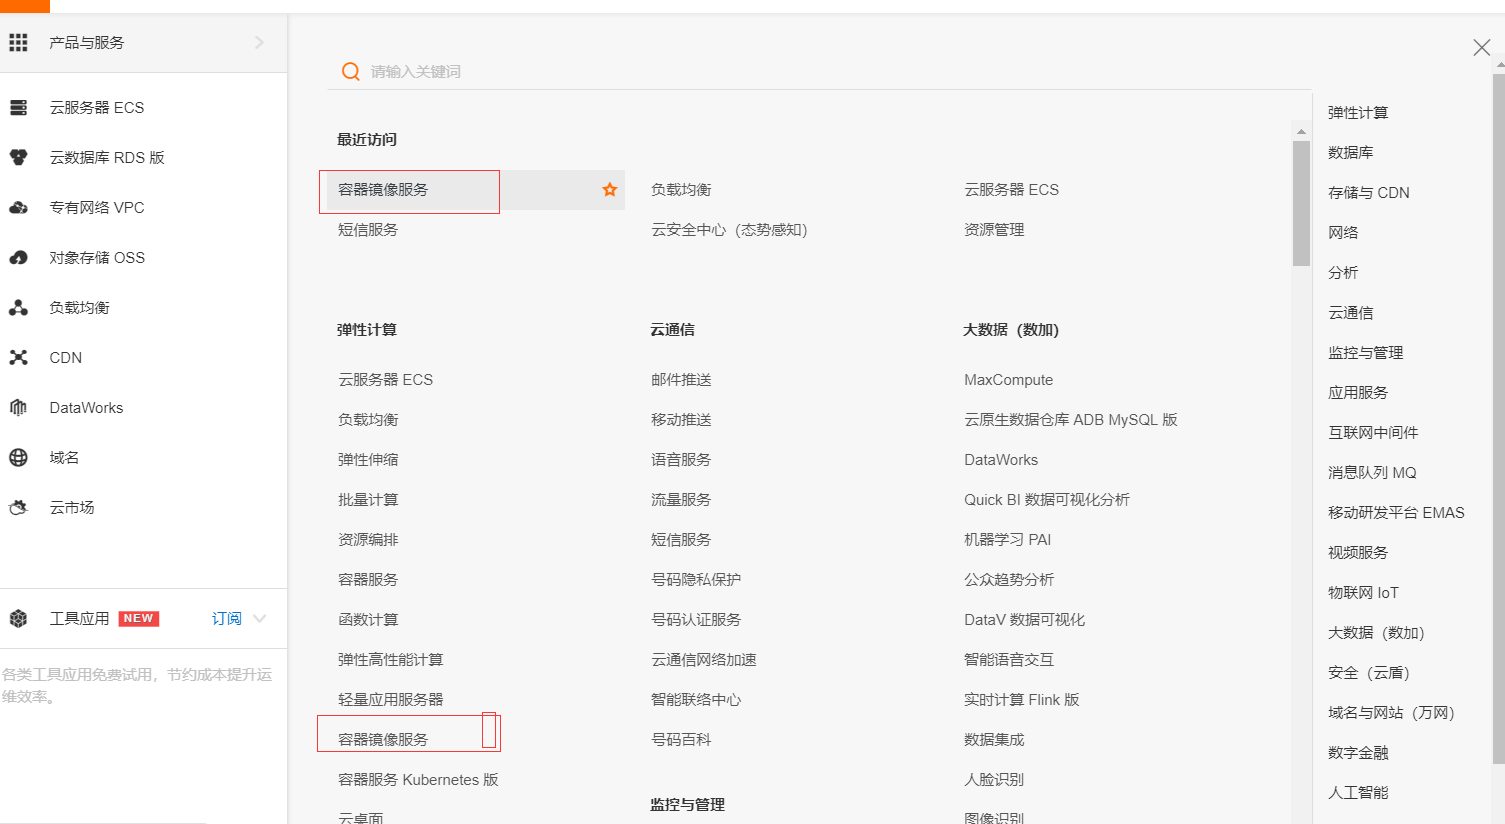 产品与服务
云服务器 ECS
云数据库 RDS 版
专有网络 VPC
对象存储 OSS
负载均衡
CDN
DataWorks
域名
云市场
工具应用 NEW 订阅
各类工具应用免费试用，节约成本提升运
维效率。
请输入关键词
最近访问
容器镜像服务 负载均衡 云服务器 ECS
短信服务 云安全中心（态势感知） 资源管理
弹性计算
云服务器 ECS
负载均衡
弹性伸缩
批量计算
资源编排
容器服务
函数计算
弹性高性能计算
轻量应用服务器
容器镜像服务
容器服务 Kubernetes 版
云桌面
云通信
邮件推送
移动推送
语音服务
流量服务
短信服务
号码隐私保护
号码认证服务
云通信网络加速
智能联络中心
号码百科
监控与管理
大数据（数加）
MaxCompute
云原生数据仓库 ADB MySQL 版
DataWorks
Quick BI 数据可视化分析
机器学习 PAI
公众趋势分析
DataV 数据可视化
智能语音交互
实时计算 Flink 版
数据集成
人脸识别
图像识别
弹性计算
数据库
存储与 CDN
网络
分析
云通信
监控与管理
应用服务
互联网中间件
消息队列 MQ
移动研发平台 EMAS
视频服务
物联网 IoT
大数据（数加）
安全（云盾）
域名与网站（万网）
数字金融
人工智能